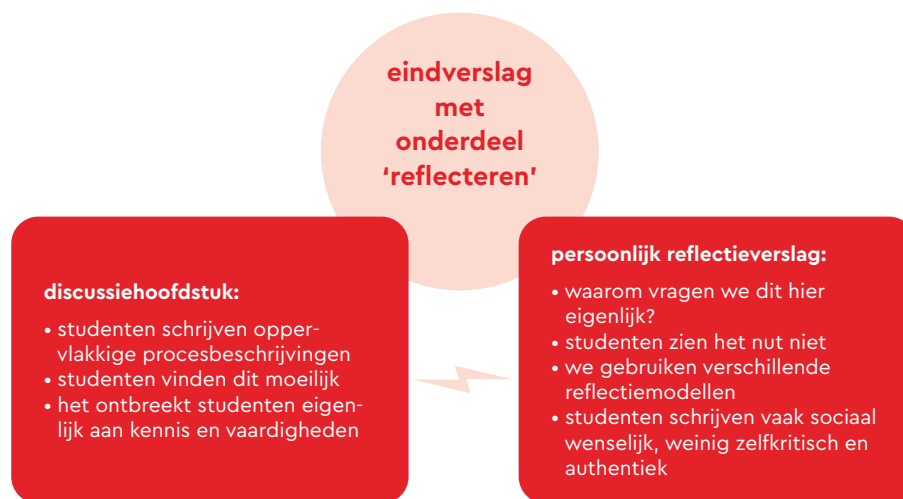 eindverslag
met
onderdeel
‘reflecteren’
discussiehoofdstuk:
• studenten schrijven opper-
vlakkige procesbeschrijvingen
• studenten vinden dit moeilijk
• het ontbreekt studenten eigen-
lijk aan kennis en vaardigheden
persoonlijk reflectieverslag:
• waarom vragen we dit hier
eigenlijk?
• studenten zien het nut niet
• we gebruiken verschillende
reflectiemodellen
• studenten schrijven vaak sociaal
wenselijk, weinig zelfkritisch en
authentiek